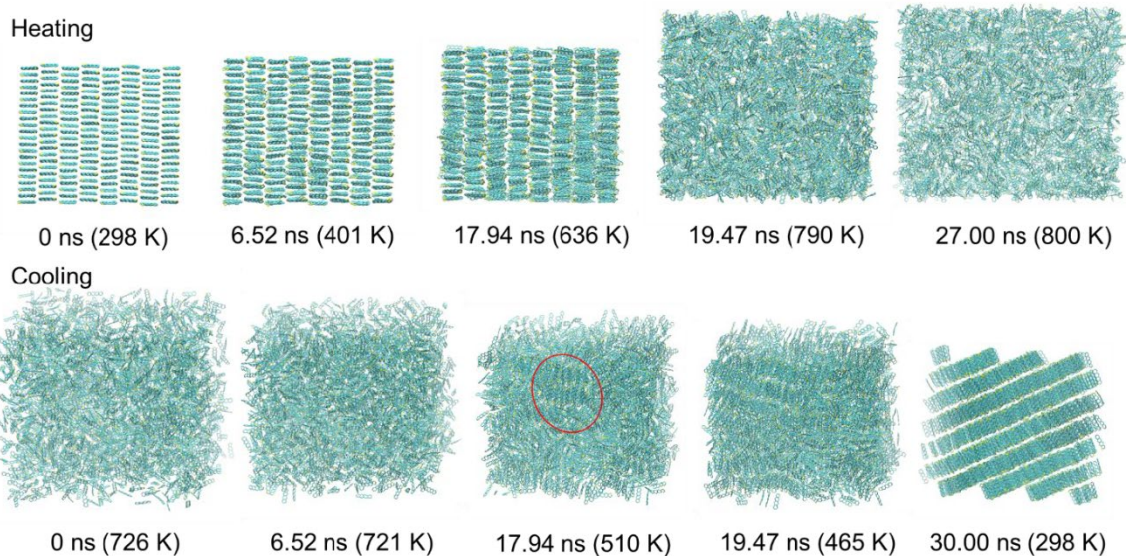 Heating
0 ns (298 K) 6.52 ns (401 K) 17.94 ns (636 K) 19.47 ns (790 K) 27.00 ns (800 K)
Cooling
0 ns (726 K) 6.52 ns (721 K) 17.94 ns (510 K) 19.47 ns (465 K) 30.00 ns (298 K)